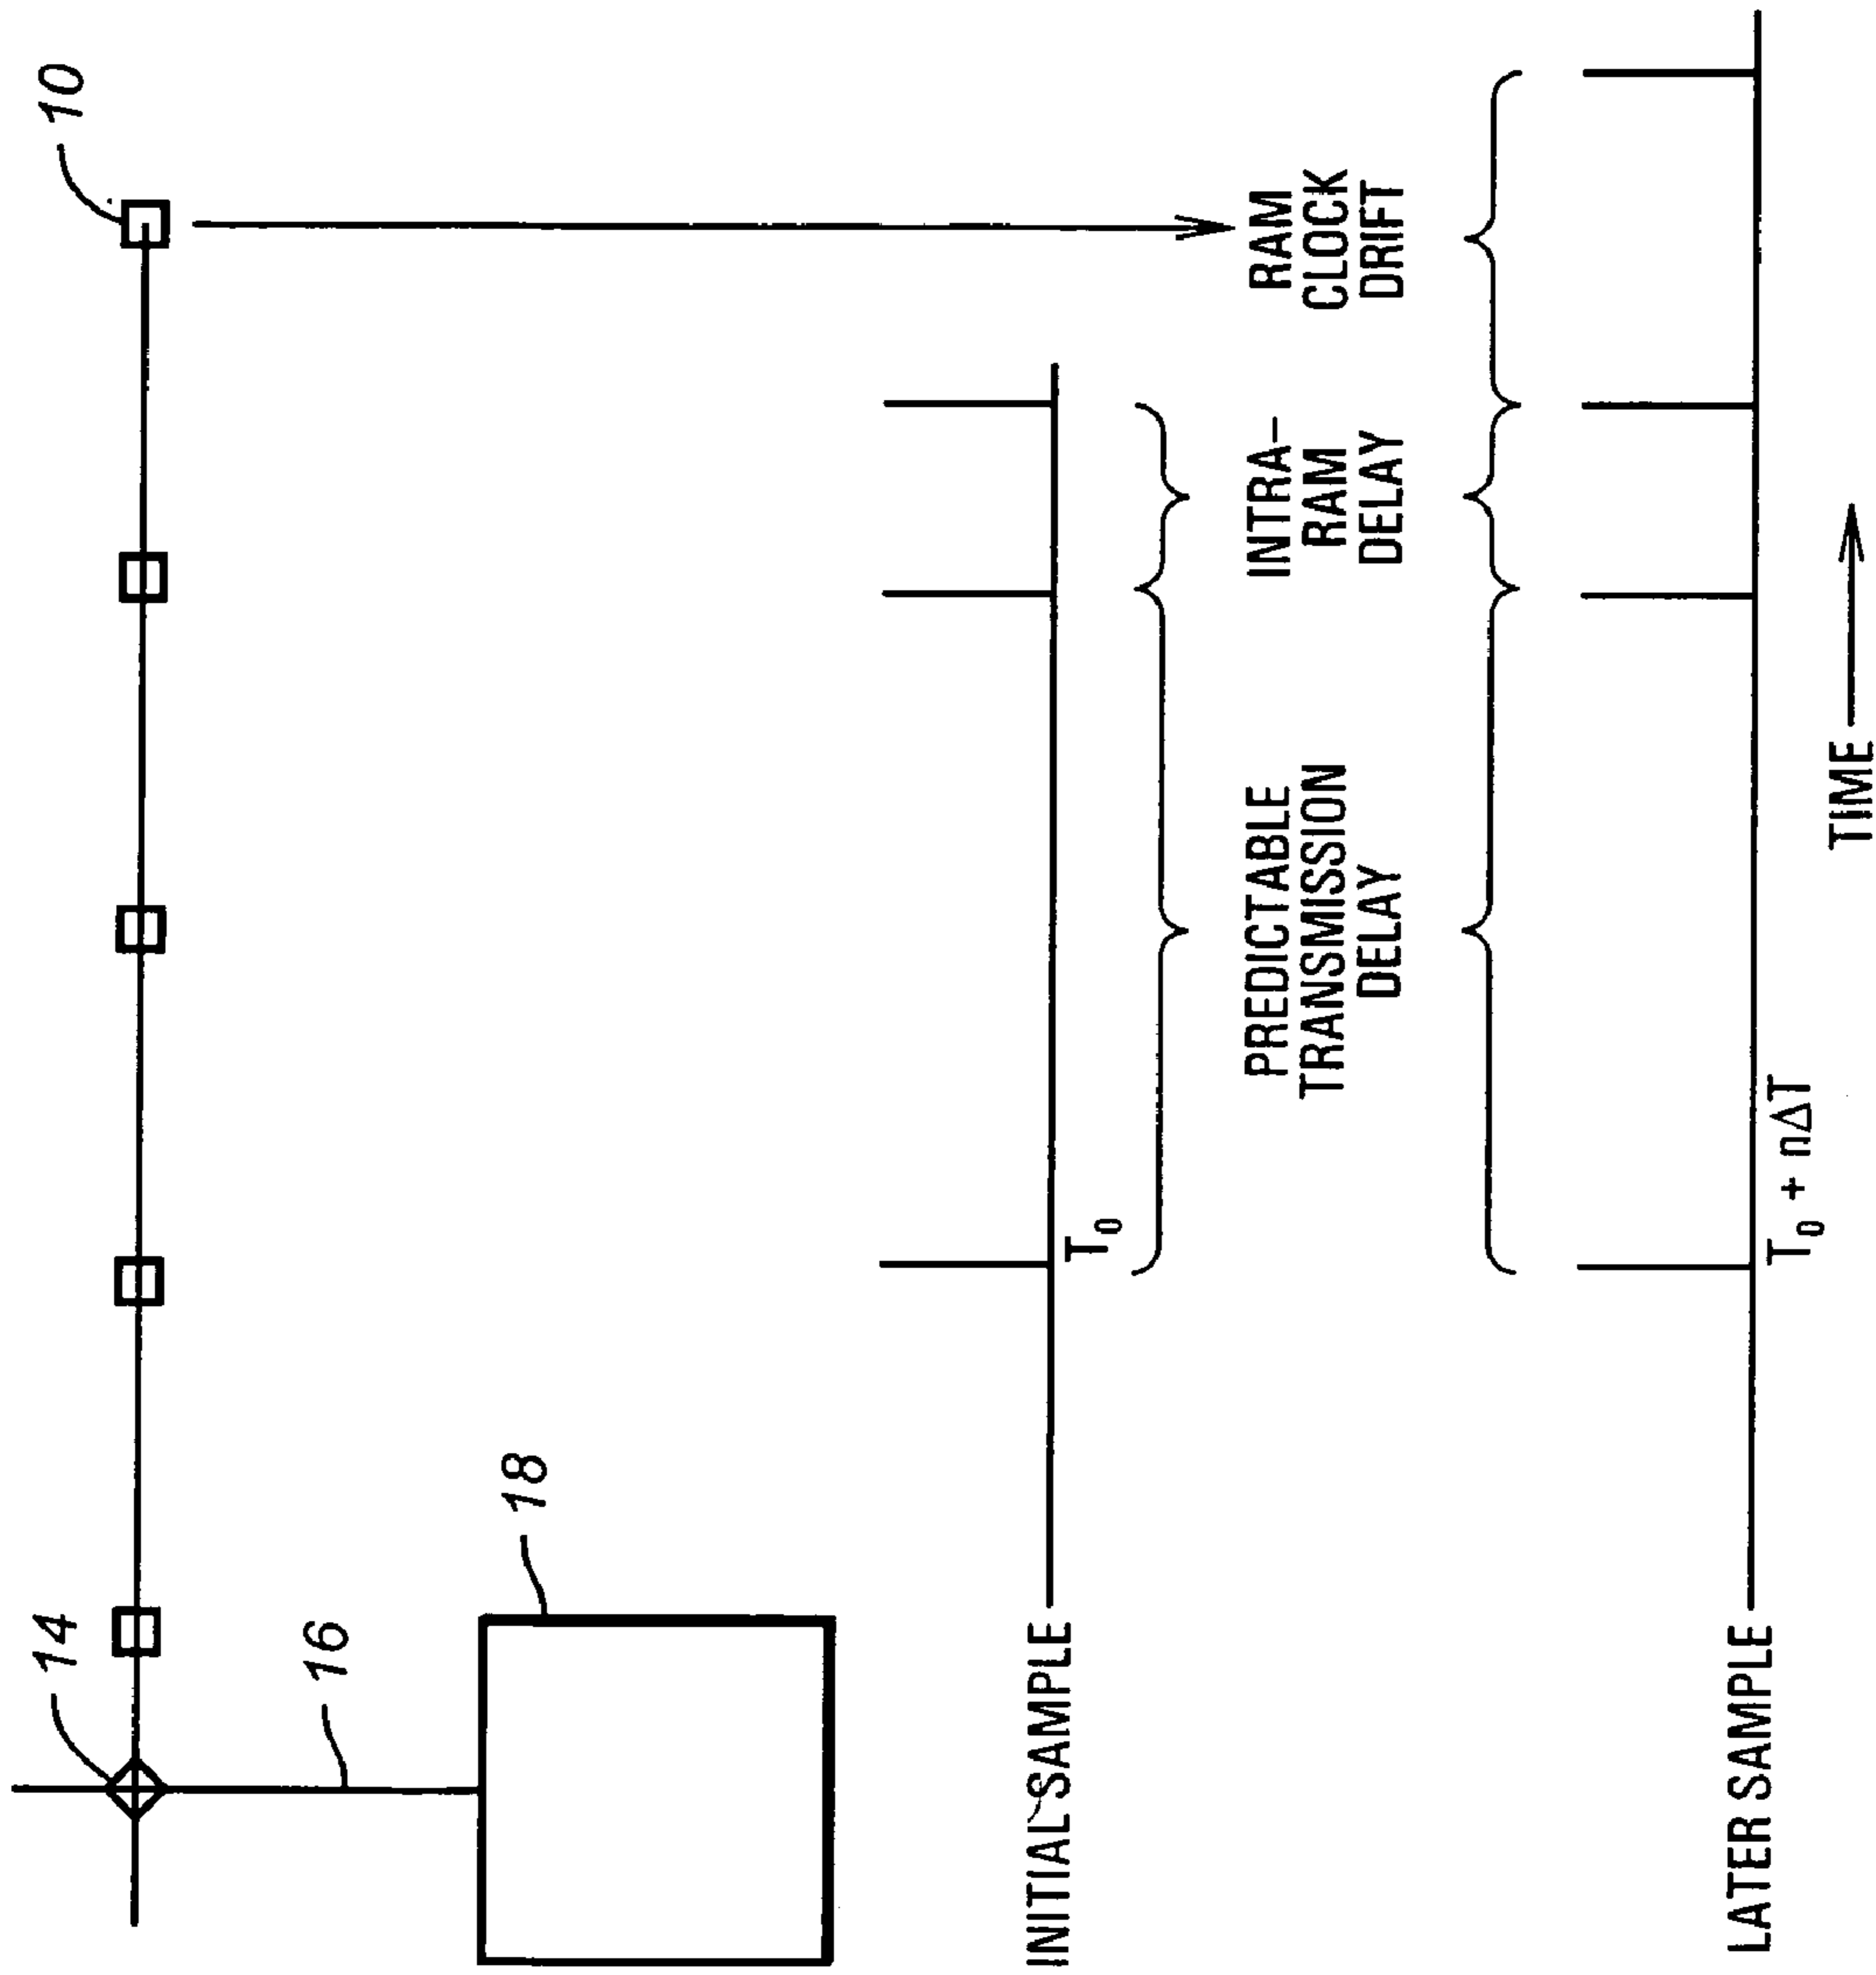 14
10
16
18
INITIAL SAMPLE
T₀
PREDICTABLE
TRANSMISSION
DELAY
INTRA-
RAM
DELAY
RAM
CLOCK
DRIFT
LATER SAMPLE
T₀ + nΔT
TIME